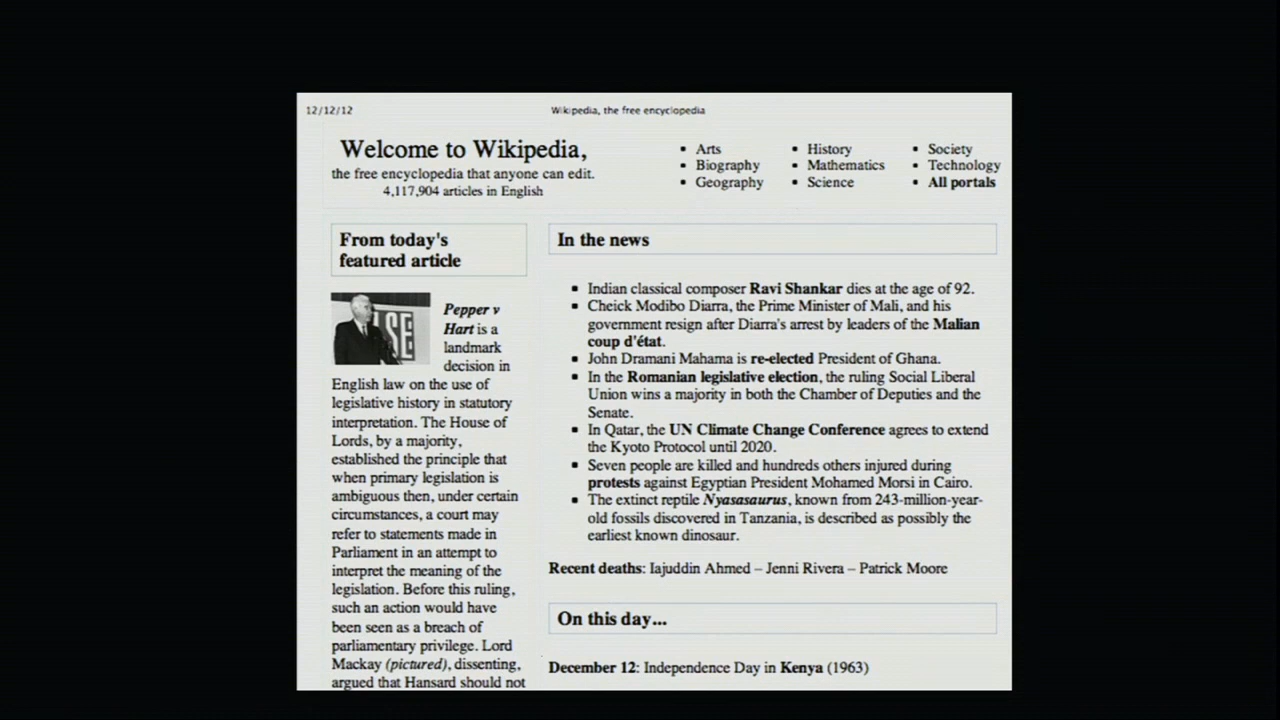 12/12/12
Wikipedia, the free encyclopedia
Welcome to Wikipedia,
the free encyclopedia that anyone can edit.
4,117,904 articles in English
Arts
Biography
Geography
History
Mathematics
Science
Society
Technology
All portals
From today's
featured article
LSE
Pepper v
Hart is a
landmark
decision in
English law on the use of
legislative history in statutory
interpretation. The House of
Lords, by a majority,
established the principle that
when primary legislation is
ambiguous then, under certain
circumstances, a court may
refer to statements made in
Parliament in an attempt to
interpret the meaning of the
legislation. Before this ruling,
such an action would have
been seen as a breach of
parliamentary privilege. Lord
Mackay (pictured), dissenting,
argued that Hansard should not
In the news
Indian classical composer Ravi Shankar dies at the age of 92.
Cheick Modibo Diarra, the Prime Minister of Mali, and his
government resign after Diarra's arrest by leaders of the Malian
coup d'état.
John Dramani Mahama is re-elected President of Ghana.
In the Romanian legislative election, the ruling Social Liberal
Union wins a majority in both the Chamber of Deputies and the
Senate.
In Qatar, the UN Climate Change Conference agrees to extend
the Kyoto Protocol until 2020.
Seven people are killed and hundreds others injured during
protests against Egyptian President Mohamed Morsi in Cairo.
The extinct reptile Nyasasaurus, known from 243-million-year-
old fossils discovered in Tanzania, is described as possibly the
earliest known dinosaur.
Recent deaths: Iajuddin Ahmed – Jenni Rivera – Patrick Moore
On this day...
December 12: Independence Day in Kenya (1963)